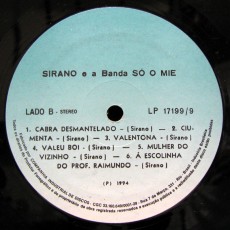 SIRANO e a Banda SÓ O MIE
LADO B - STEREO LP 17199/9
1. CABRA DESMANTELADO - (Sirano) - 2. CIU-
MENTA - (Sirano) - 3. VALENTONA - (Sirano)
4. VALEU BOI - (Sirano) - 5. MULHER DO
VIZINHO - (Sirano) - 6. Á ESCOLINHA
DO PROF. RAIMUNDO - (Sirano)
(P) 1994